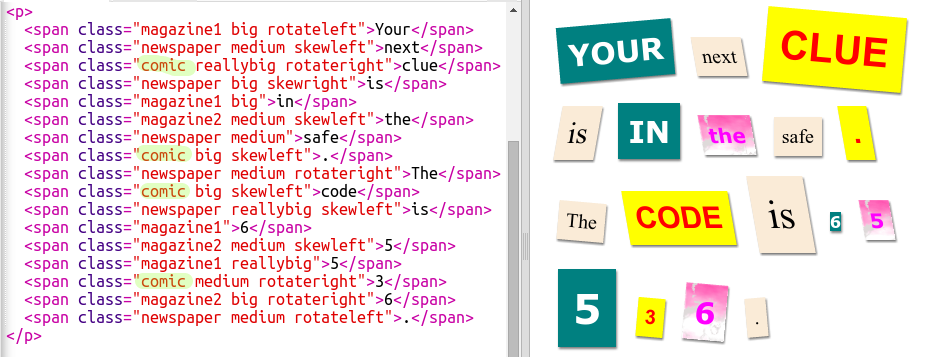 <p>
<span class="magazine1 big rotateleft">Your</span>
<span class="newspaper medium skewleft">next</span>
<span class="comic reallybig rotateright">clue</span>
<span class="newspaper big skewright">is</span>
<span class="magazine1 big">in</span>
<span class="magazine2 medium skewleft">the</span>
<span class="newspaper medium">safe</span>
<span class="comic big skewleft">.</span>
<span class="newspaper medium rotateright">The</span>
<span class="comic big skewleft">code</span>
<span class="newspaper reallybig skewleft">is</span>
<span class="magazine1">6</span>
<span class="magazine2 medium skewleft">5</span>
<span class="magazine1 reallybig">5</span>
<span class="comic medium rotateright">3</span>
<span class="magazine2 big rotateright">6</span>
<span class="newspaper medium rotateleft">.</span>
</p>
YOUR next CLUE
is IN the safe .
The CODE is 6 5
5 3 6 .